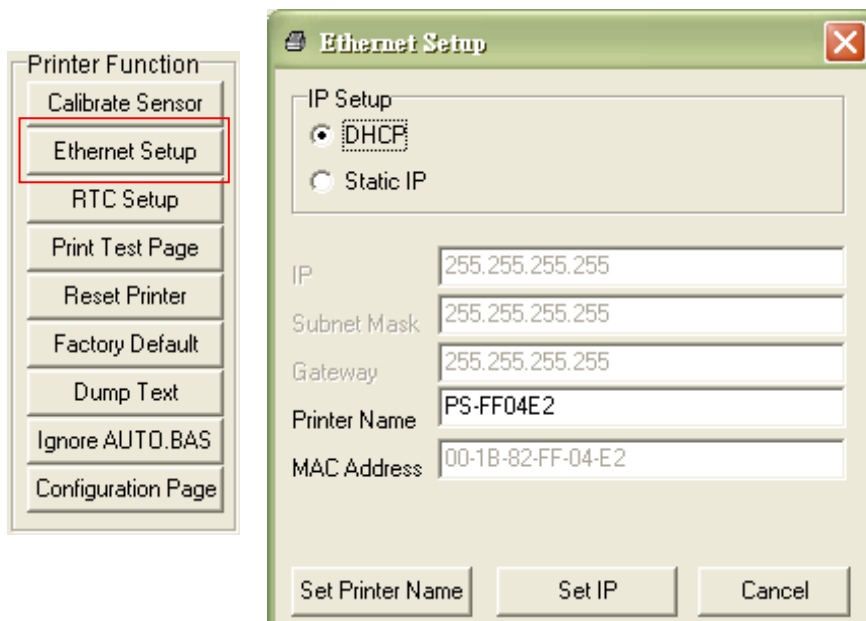 Printer Function
Calibrate Sensor
Ethernet Setup
RTC Setup
Print Test Page
Reset Printer
Factory Default
Dump Text
Ignore AUTO.BAS
Configuration Page
Ethernet Setup
IP Setup
DHCP
Static IP
IP 255.255.255.255
Subnet Mask 255.255.255.255
Gateway 255.255.255.255
Printer Name PS-FF04E2
MAC Address 00-1B-82-FF-04-E2
Set Printer Name Set IP Cancel